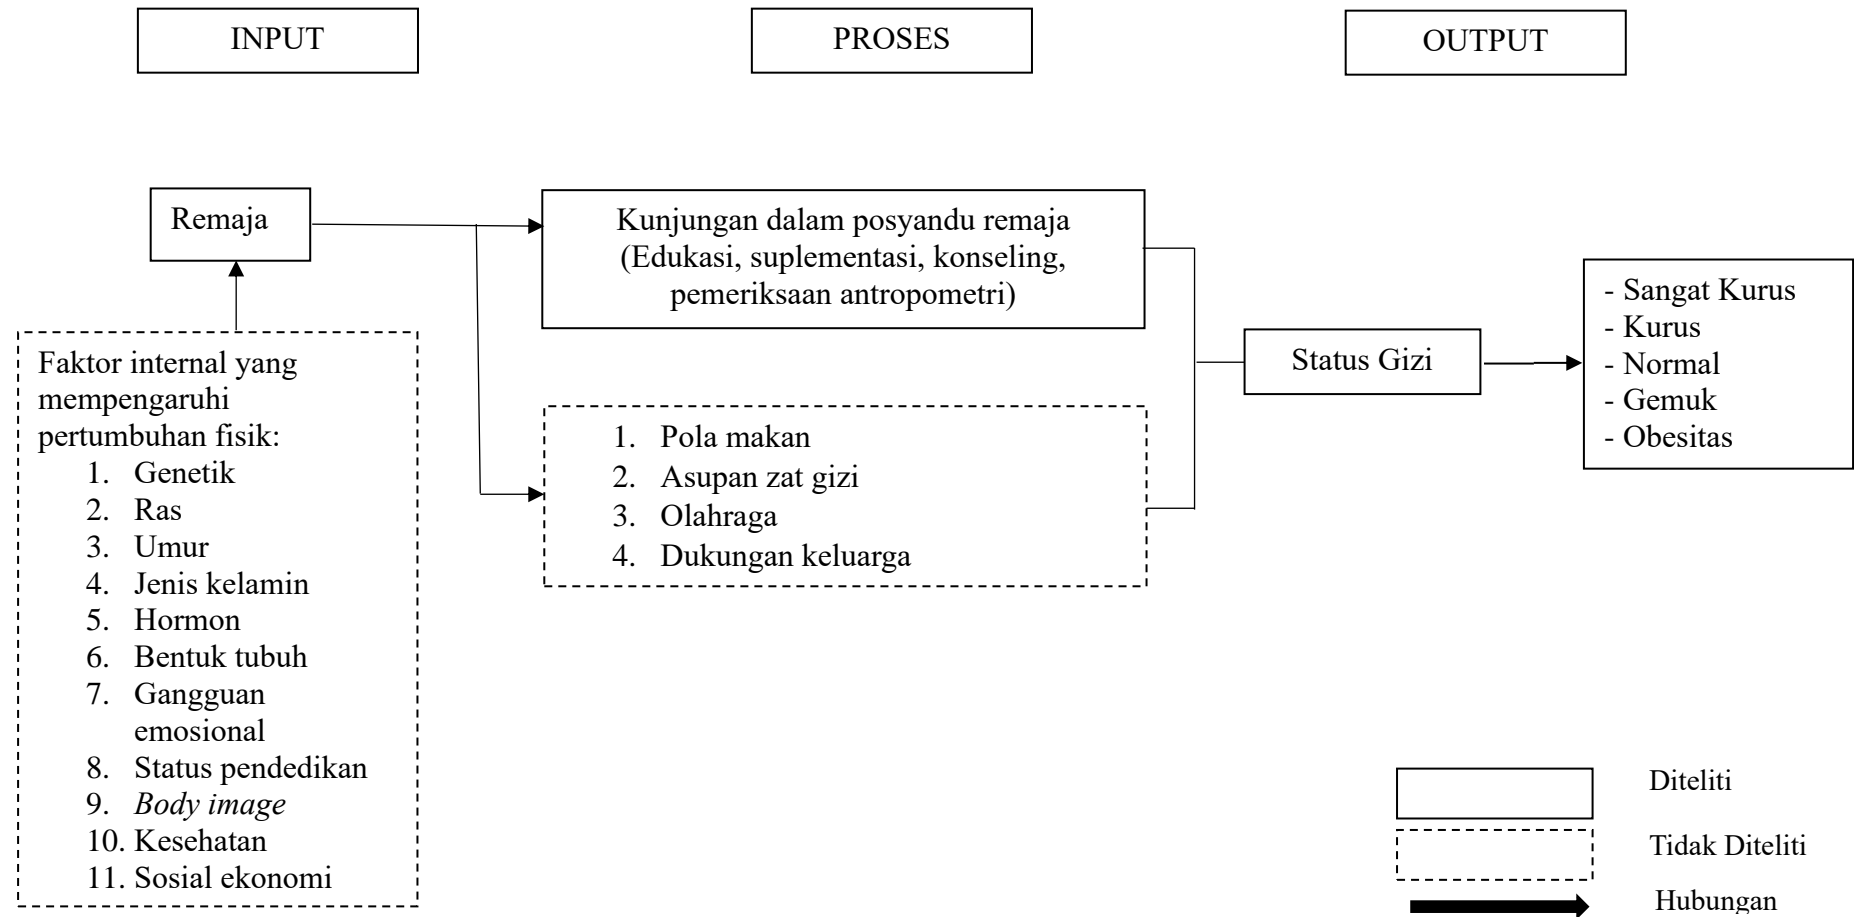 INPUT
PROSES
OUTPUT
Remaja
Kunjungan dalam posyandu remaja
(Edukasi, suplementasi, konseling,
pemeriksaan antropometri)
Faktor internal yang
mempengaruhi
pertumbuhan fisik:
1. Genetik
2. Ras
3. Umur
4. Jenis kelamin
5. Hormon
6. Bentuk tubuh
7. Gangguan
emosional
8. Status pendedikan
9. Body image
10. Kesehatan
11. Sosial ekonomi
1. Pola makan
2. Asupan zat gizi
3. Olahraga
4. Dukungan keluarga
Status Gizi
- Sangat Kurus
- Kurus
- Normal
- Gemuk
- Obesitas
Diteliti
Tidak Diteliti
Hubungan